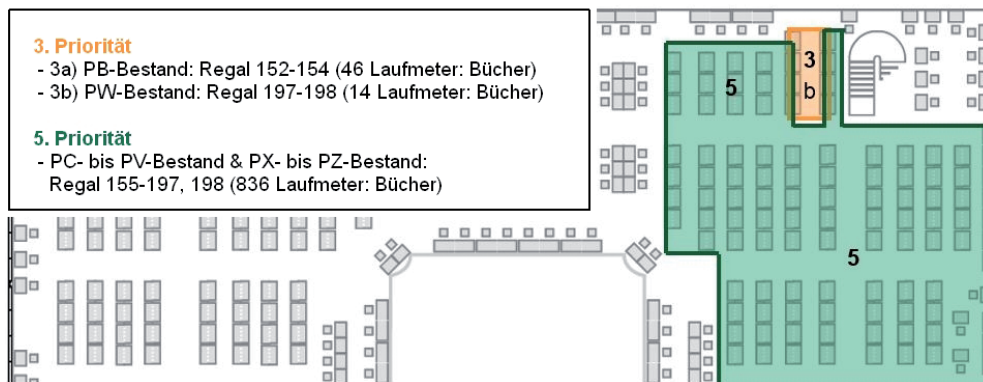 3. Priorität
- 3a) PB-Bestand: Regal 152-154 (46 Laufmeter: Bücher)
- 3b) PW-Bestand: Regal 197-198 (14 Laufmeter: Bücher)
5. Priorität
- PC- bis PV-Bestand & PX- bis PZ-Bestand:
Regal 155-197, 198 (836 Laufmeter: Bücher)
3
b
5
5